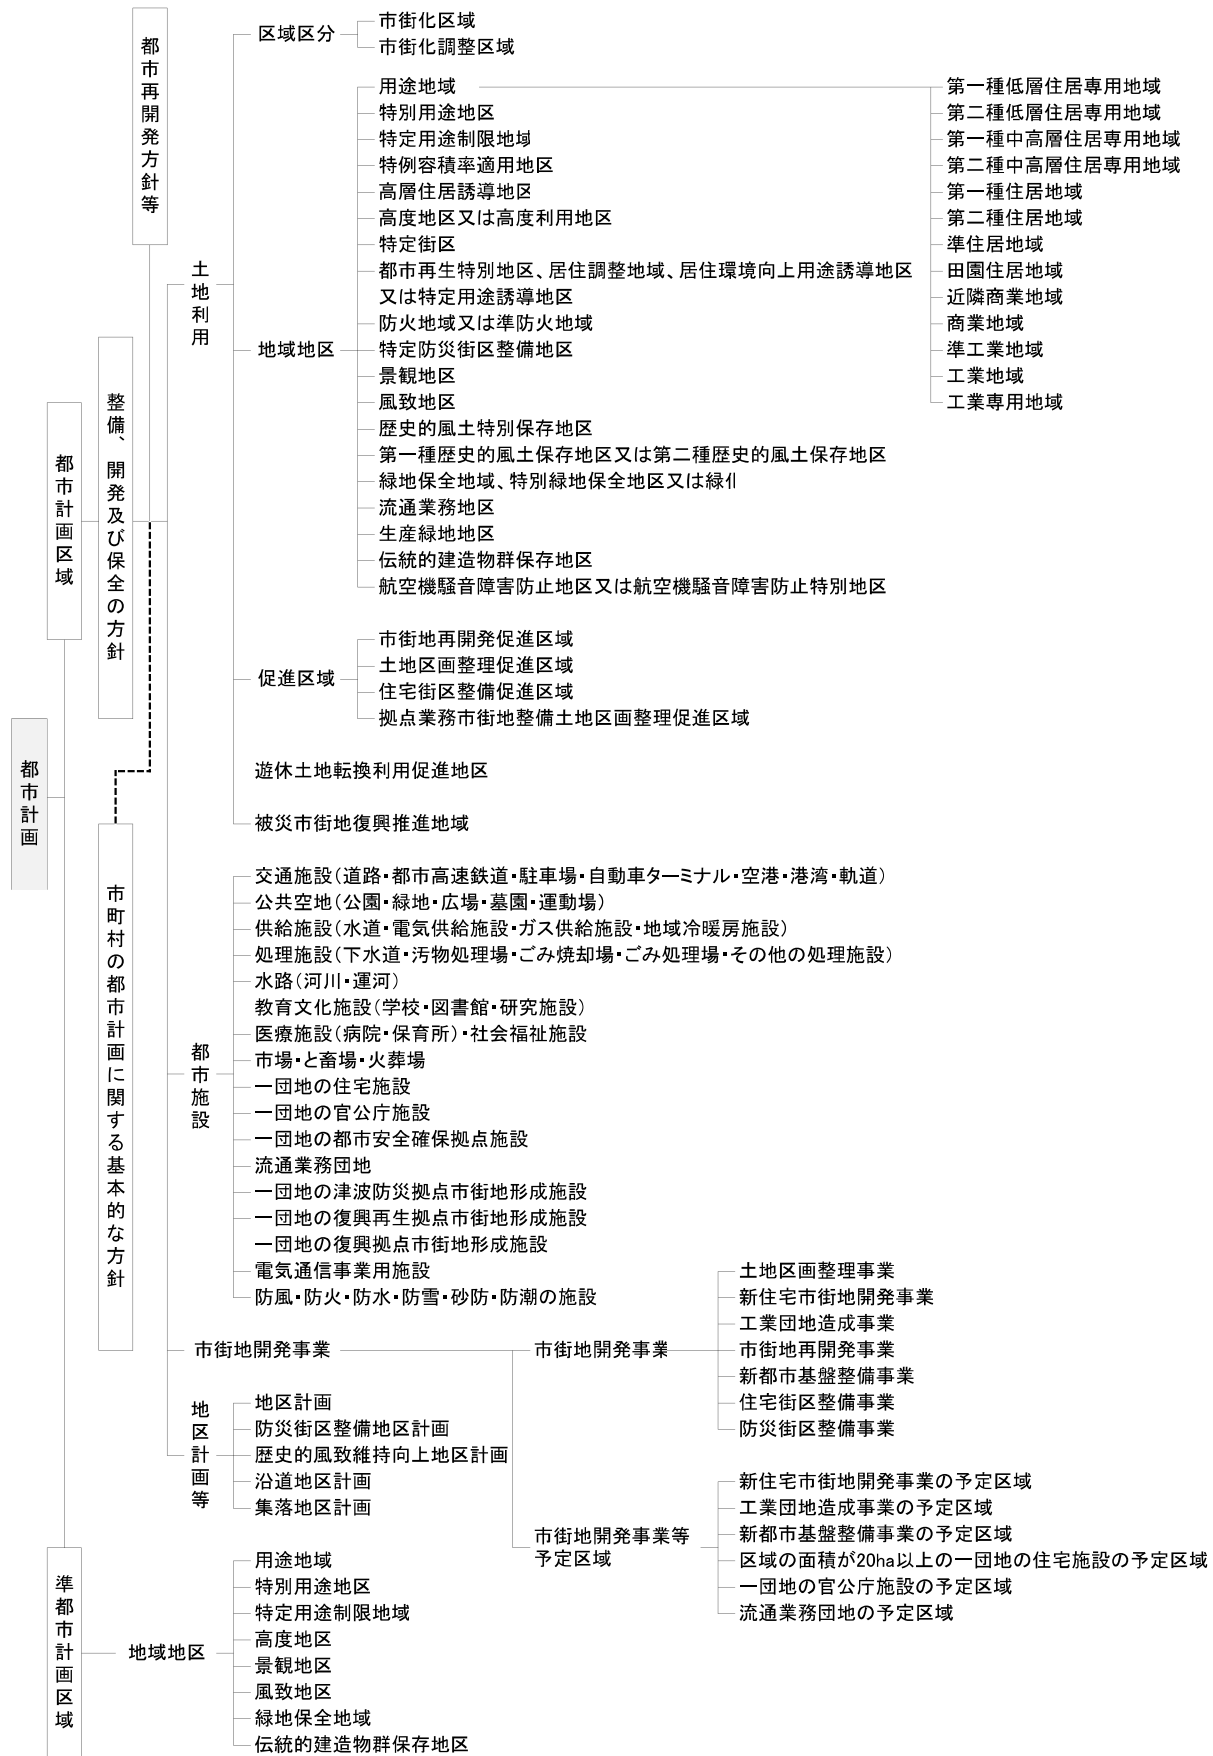 都市計画
都市計画区域
整備、開発及び保全の方針
都市再開発方針等
市町村の都市計画に関する基本的な方針
土地利用
区域区分
市街化区域
市街化調整区域
地域地区
用途地域
特別用途地区
特定用途制限地域
特例容積率適用地区
高層住居誘導地区
高度地区又は高度利用地区
特定街区
都市再生特別地区、居住調整地域、居住環境向上用途誘導地区
又は特定用途誘導地区
防火地域又は準防火地域
特定防災街区整備地区
景観地区
風致地区
歴史的風土特別保存地区
第一種歴史的風土保存地区又は第二種歴史的風土保存地区
緑地保全地域、特別緑地保全地区又は緑
流通業務地区
生産緑地地区
伝統的建造物群保存地区
航空機騒音障害防止地区又は航空機騒音障害防止特別地区
第一種低層住居専用地域
第二種低層住居専用地域
第一種中高層住居専用地域
第二種中高層住居専用地域
第一種住居地域
第二種住居地域
準住居地域
田園住居地域
近隣商業地域
商業地域
準工業地域
工業地域
工業専用地域
促進区域
市街地再開発促進区域
土地区画整理促進区域
住宅街区整備促進区域
拠点業務市街地整備土地区画整理促進区域
遊休土地転換利用促進地区
被災市街地復興推進地域
都市施設
交通施設(道路・都市高速鉄道・駐車場・自動車ターミナル・空港・港湾・軌道)
公共空地(公園・緑地・広場・墓園・運動場)
供給施設(水道・電気供給施設・ガス供給施設・地域冷暖房施設)
処理施設(下水道・汚物処理場・ごみ焼却場・ごみ処理場・その他の処理施設)
水路(河川・運河)
教育文化施設(学校・図書館・研究施設)
医療施設(病院・保育所)・社会福祉施設
市場・と畜場・火葬場
一団地の住宅施設
一団地の官公庁施設
一団地の都市安全確保拠点施設
流通業務団地
一団地の津波防災拠点市街地形成施設
一団地の復興再生拠点市街地形成施設
一団地の復興拠点市街地形成施設
電気通信事業用施設
防風・防火・防水・防雪・砂防・防潮の施設
市街地開発事業
市街地開発事業
土地区画整理事業
新住宅市街地開発事業
工業団地造成事業
市街地再開発事業
新都市基盤整備事業
住宅街区整備事業
防災街区整備事業
市街地開発事業等
予定区域
新住宅市街地開発事業の予定区域
工業団地造成事業の予定区域
新都市基盤整備事業の予定区域
区域の面積が20ha以上の一団地の住宅施設の予定区域
一団地の官公庁施設の予定区域
流通業務団地の予定区域
地区計画等
地区計画
防災街区整備地区計画
歴史的風致維持向上地区計画
沿道地区計画
集落地区計画
準都市計画区域
地域地区
用途地域
特別用途地区
特定用途制限地域
高度地区
景観地区
風致地区
緑地保全地域
伝統的建造物群保存地区